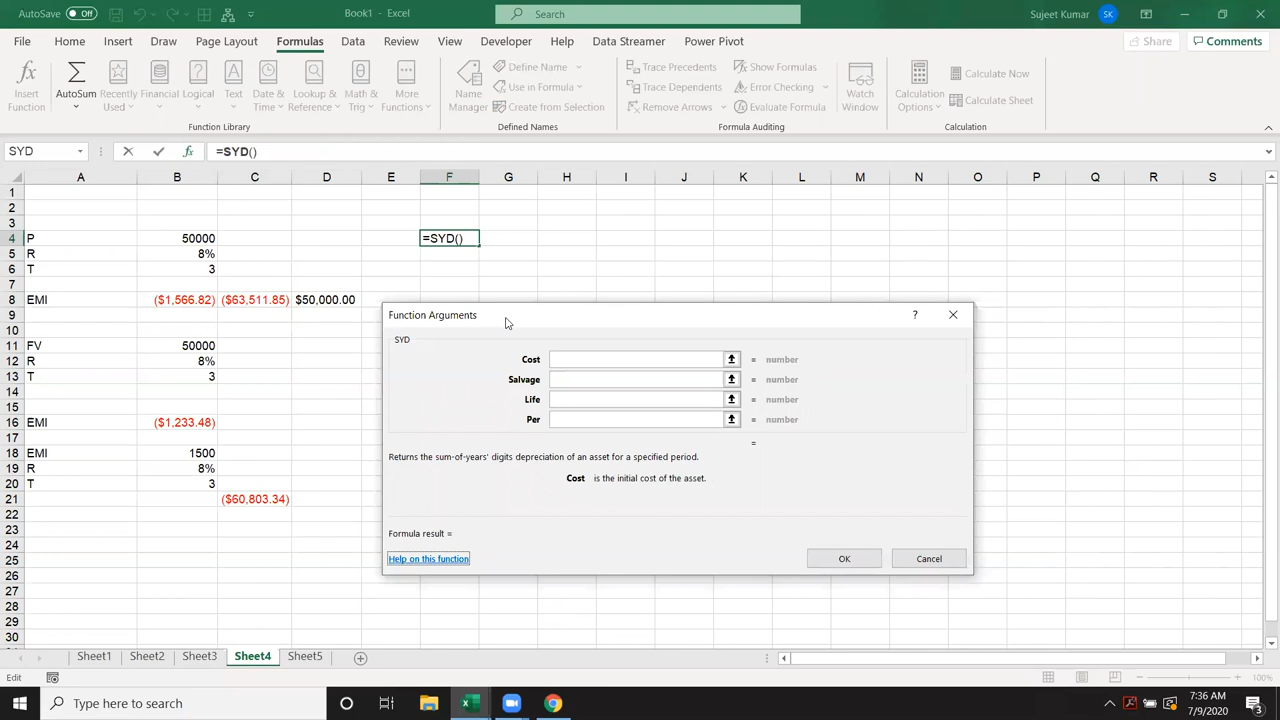 AutoSave Off Book1 - Excel Search Sujeet Kumar SK
File Home Insert Draw Page Layout Formulas Data Review View Developer Help Data Streamer Power Pivot Share Comments
Insert Function
AutoSum
Recently Used
Financial
Logical
Text
Date & Time
Lookup & Reference
Math & Trig
More Functions
Function Library
Name Manager
Define Name
Use in Formula
Create from Selection
Defined Names
Trace Precedents
Trace Dependents
Remove Arrows
Show Formulas
Error Checking
Evaluate Formula
Formula Auditing
Watch Window
Calculation Options
Calculate Now
Calculate Sheet
Calculation
SYD fx =SYD()
A B C D E F G H I J K L M N O P Q R S
1
2
3
4 P 50000 =SYD()
5 R 8%
6 T 3
7
8 EMI ($1,566.82) ($63,511.85) $50,000.00
9
10
11 FV 50000
12 R 8%
13 T 3
14
15
16 EMI ($1,233.48)
17
18 EMI 1500
19 R 8%
20 T 3
21 ($60,803.34)
22
23
24
25
26
27
28
29
30
Function Arguments ?
SYD
Cost = number
Salvage = number
Life = number
Per = number
=
Returns the sum-of-years' digits depreciation of an asset for a specified period.
Cost is the initial cost of the asset.
Formula result =
Help on this function OK Cancel
Sheet1 Sheet2 Sheet3 Sheet4 Sheet5
Edit 100%
Type here to search
7:36 AM
7/9/2020